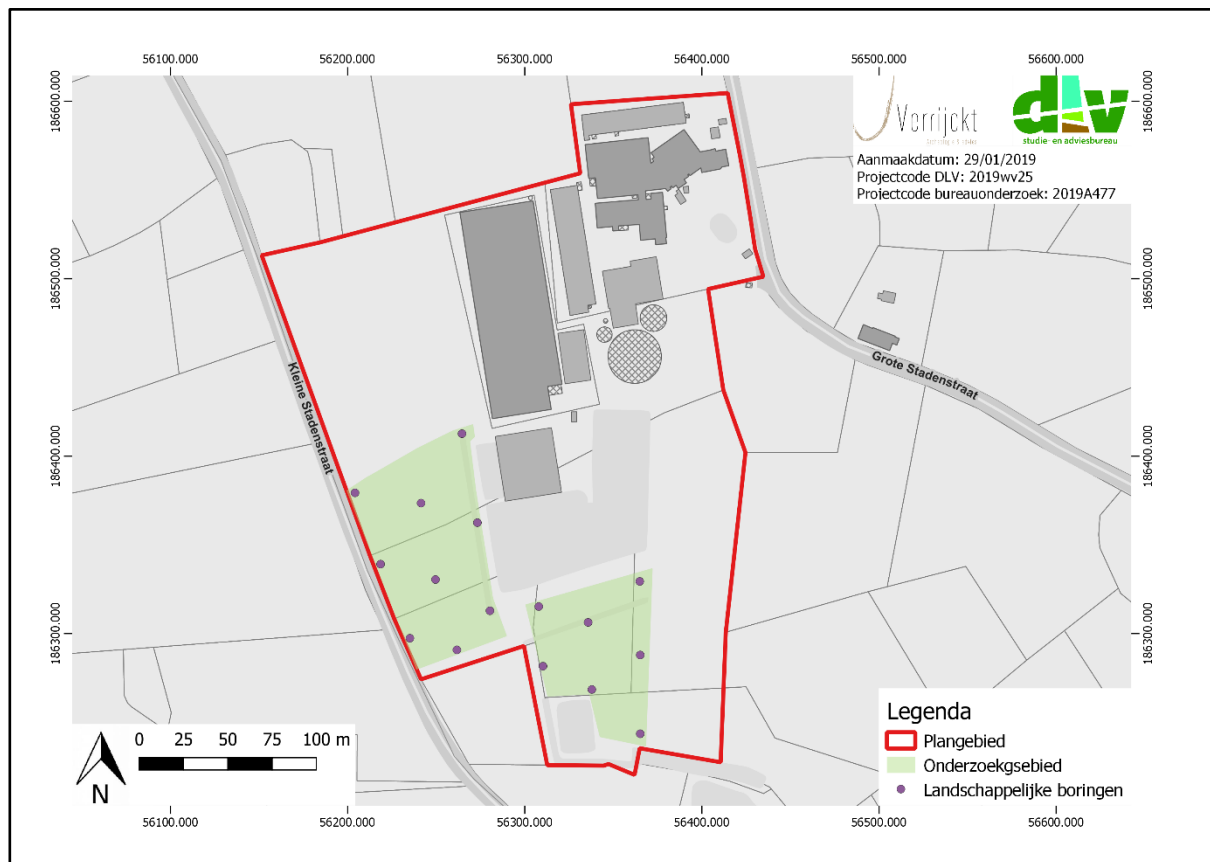 56100.000 56200.000 56300.000 56400.000 56500.000 56600.000
186600.000
186600.000
Verrijckt
dlv
studie- en adviesbureau
Aanmaakdatum: 29/01/2019
Projectcode DLV: 2019wv25
Projectcode bureauonderzoek: 2019A477
186500.000
186500.000
Kleine Stadenstraat
Grote Stadenstraat
186400.000
186400.000
186300.000
186300.000
Legenda
Plangebied
Onderzoekgsebied
Landschappelijke boringen
0 25 50 75 100 m
N
56100.000 56200.000 56300.000 56400.000 56500.000 56600.000